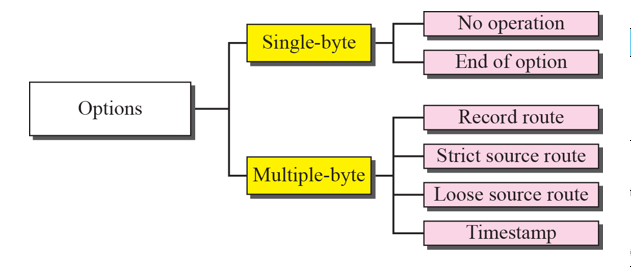 Options
Single-byte
No operation
End of option
Multiple-byte
Record route
Strict source route
Loose source route
Timestamp